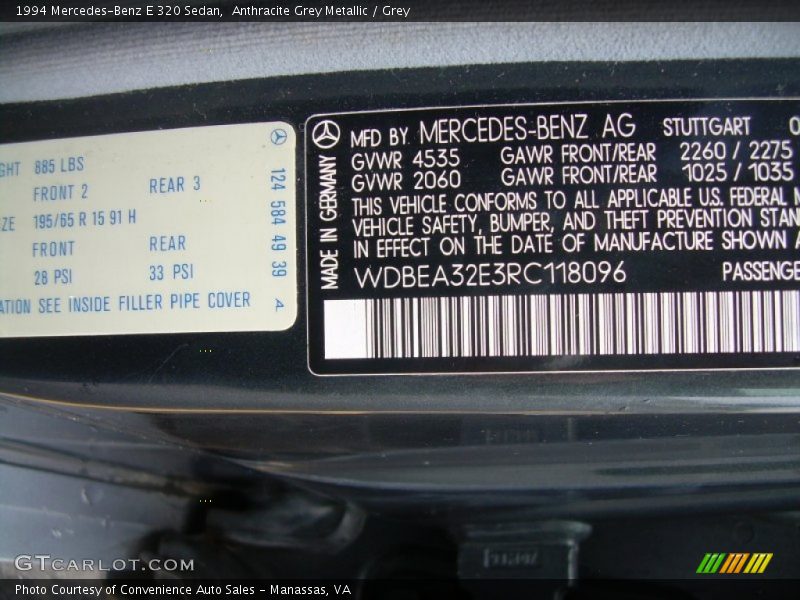 1994 Mercedes-Benz E 320 Sedan,  Anthracite Grey Metallic / Grey
GHT 885 LBS
FRONT 2 REAR 3
ZE 195/65 R 15 91 H
FRONT REAR
28 PSI 33 PSI
ATION SEE INSIDE FILLER PIPE COVER
124 584 49 39 A
MADE IN GERMANY
MFD BY MERCEDES-BENZ AG STUTTGART 0
GVWR 4535 GAWR FRONT/REAR 2260 / 2275
GVWR 2060 GAWR FRONT/REAR 1025 / 1035
THIS VEHICLE CONFORMS TO ALL APPLICABLE U.S. FEDERAL M
VEHICLE SAFETY, BUMPER, AND THEFT PREVENTION STAN
IN EFFECT ON THE DATE OF MANUFACTURE SHOWN A
WDBEA32E3RC118096 PASSENGE
GTCARLOT.COM
Photo Courtesy of Convenience Auto Sales - Manassas, VA